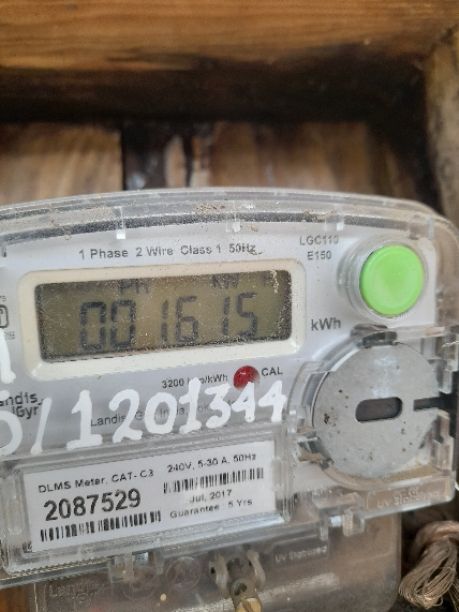 1 Phase 2 Wire Class 1 50Hz
LGC110
E150
001615
kWh
CAL
Landis
1201344
DLMS Meter, CAT- C3
240V, 5-30 A, 50Hz
2087529
Jul, 2017
Guarantee : 5 Yrs